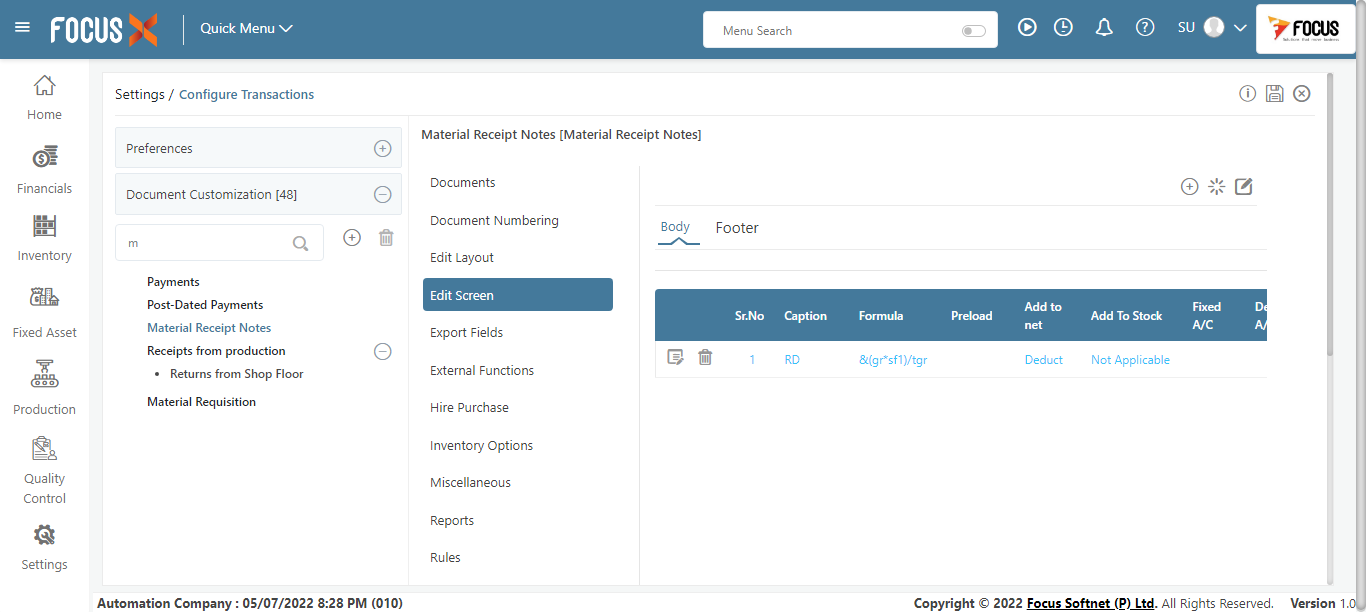 FOCUS X
Quick Menu
Menu Search
SU
FOCUS
Settings / Configure Transactions
Home
Financials
Inventory
Fixed Asset
Production
Quality
Control
Settings
Preferences
Document Customization [48]
m
Payments
Post-Dated Payments
Material Receipt Notes
Receipts from production
• Returns from Shop Floor
Material Requisition
Material Receipt Notes [Material Receipt Notes]
Documents
Document Numbering
Edit Layout
Edit Screen
Export Fields
External Functions
Hire Purchase
Inventory Options
Miscellaneous
Reports
Rules
Body Footer
Sr.No Caption Formula Preload Add to net Add To Stock Fixed A/C
1 RD &(gr*sf1)/tgr Deduct Not Applicable
Automation Company : 05/07/2022 8:28 PM (010)
Copyright © 2022 Focus Softnet (P) Ltd. All Rights Reserved. Version 1.0